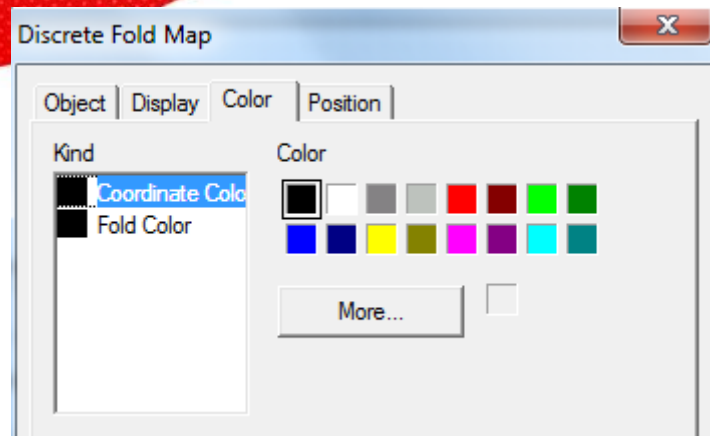 Discrete Fold Map
Object Display Color Position
Kind Color
Coordinate Colo
Fold Color
More...